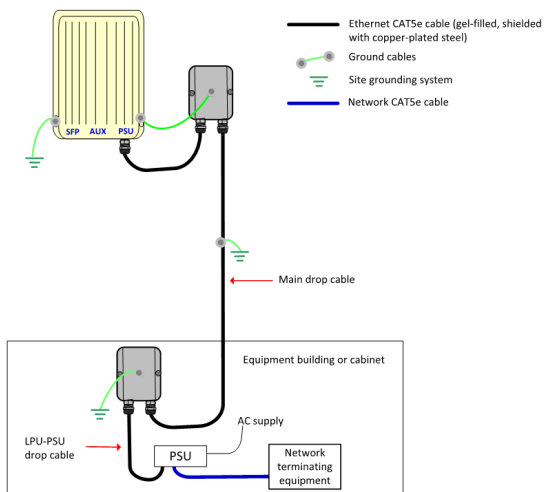 Ethernet CAT5e cable (gel-filled, shielded
with copper-plated steel)
Ground cables
Site grounding system
Network CAT5e cable
SFP AUX PSU
Main drop cable
Equipment building or cabinet
AC supply
LPU-PSU
drop cable
PSU
Network
terminating
equipment